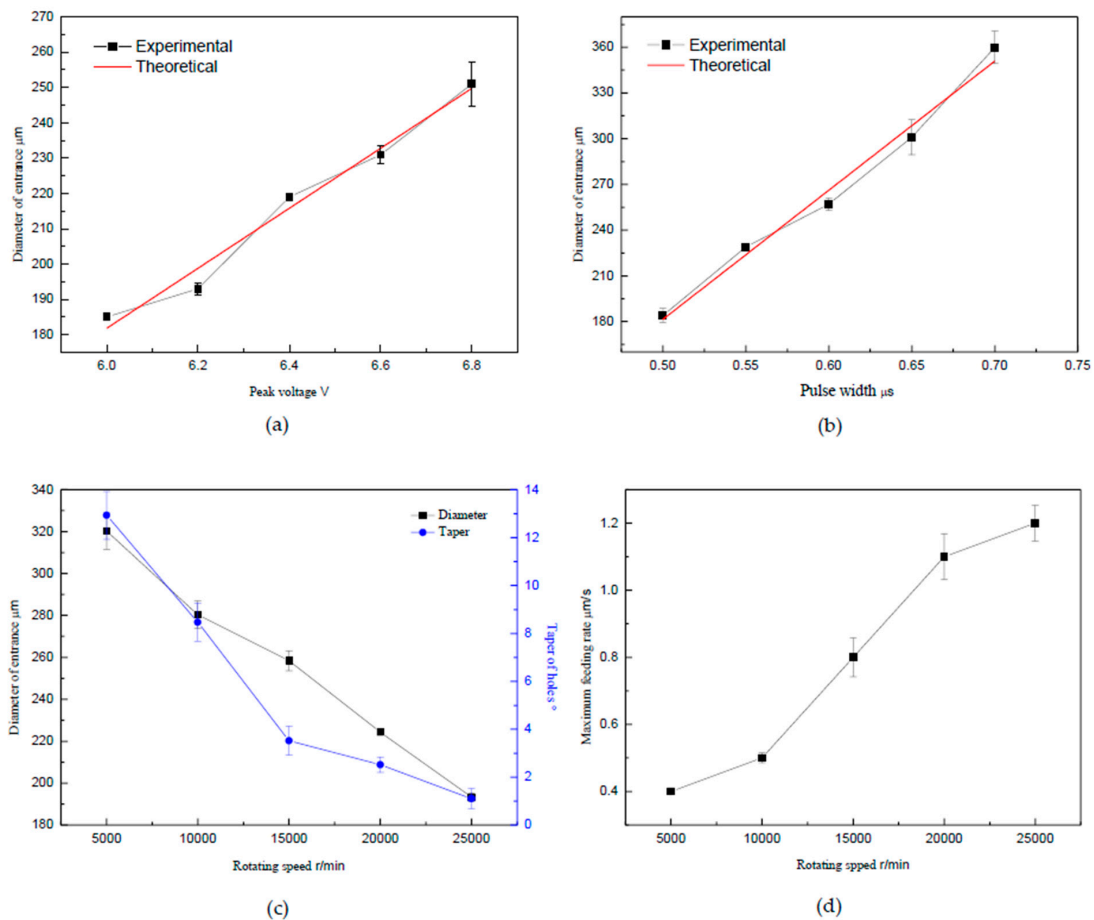 270
260
250
240
230
220
210
200
190
180
Diameter of entrance μm
Experimental
Theoretical
6.0 6.2 6.4 6.6 6.8
Peak voltage V
(a)
360
300
270
240
180
Diameter of entrance μm
Experimental
Theoretical
0.50 0.55 0.60 0.65 0.70 0.75
Pulse width μs
(b)
340
320
300
280
260
240
220
200
180
Diameter of entrance μm
Diameter
Taper
14
12
10
8
6
4
2
0
Taper of holes °
5000 10000 15000 20000 25000
Rotating speed r/min
(c)
1.2
1.0
0.8
0.6
0.4
Maximum feeding rate μm/s
5000 10000 15000 20000 25000
Rotating spped r/min
(d)